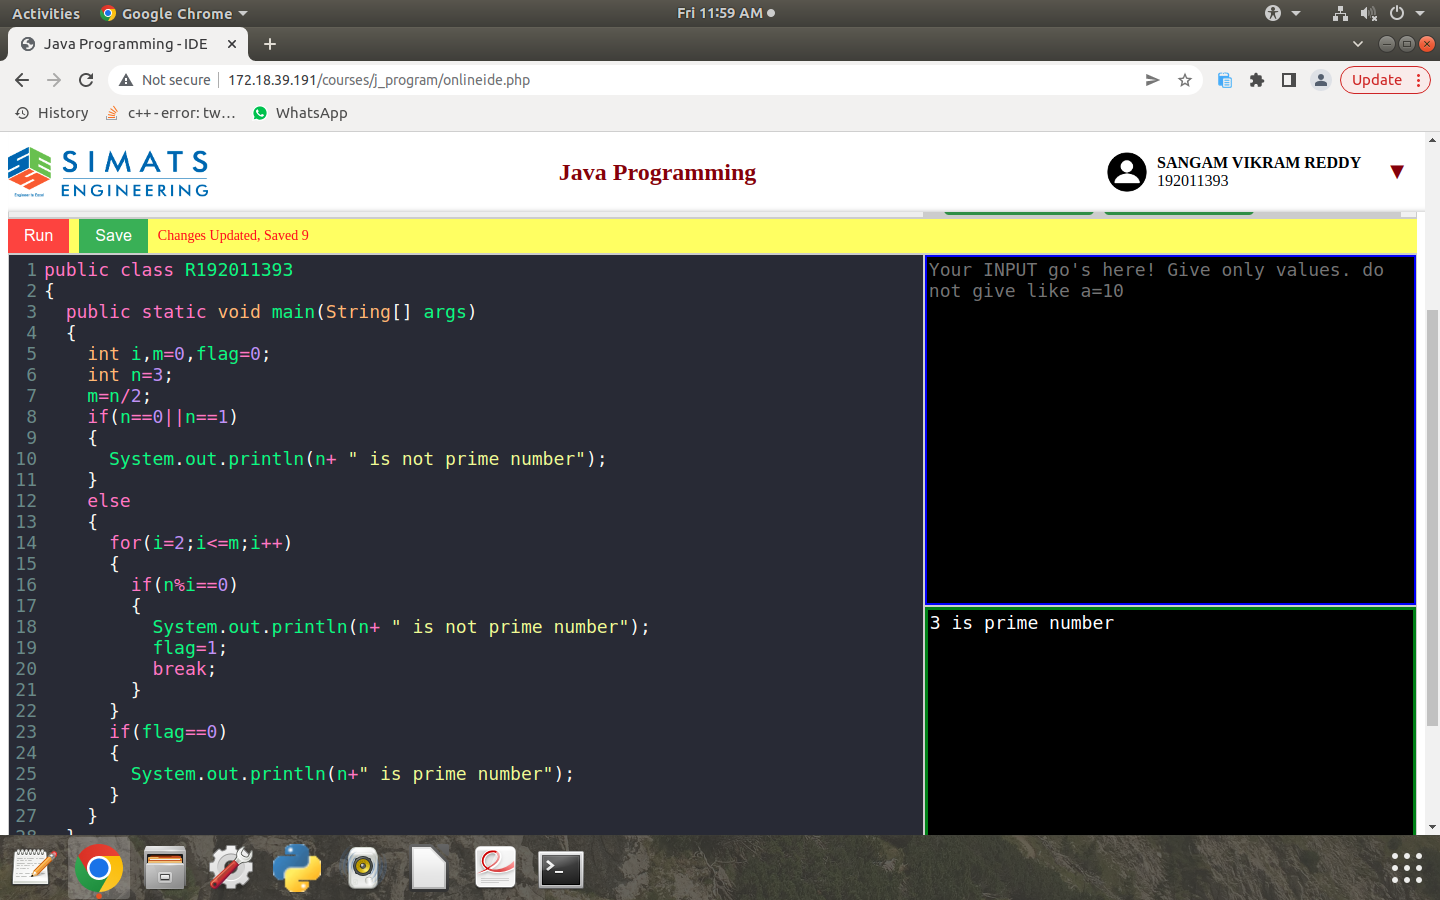 Activities Google Chrome Fri 11:59 AM
Java Programming - IDE
Not secure 172.18.39.191/courses/j_program/onlineide.php Update
History c++ - error: tw... WhatsApp
SIMATS
ENGINEERING
Engineer to Excel
Java Programming
SANGAM VIKRAM REDDY
192011393
Run Save Changes Updated, Saved 9
1 public class R192011393
2 {
3 public static void main(String[] args)
4 {
5 int i,m=0,flag=0;
6 int n=3;
7 m=n/2;
8 if(n==0||n==1)
9 {
10 System.out.println(n+ " is not prime number");
11 }
12 else
13 {
14 for(i=2;i<=m;i++)
15 {
16 if(n%i==0)
17 {
18 System.out.println(n+ " is not prime number");
19 flag=1;
20 break;
21 }
22 }
23 if(flag==0)
24 {
25 System.out.println(n+" is prime number");
26 }
27 }
28 }
Your INPUT go's here! Give only values. do
not give like a=10
3 is prime number